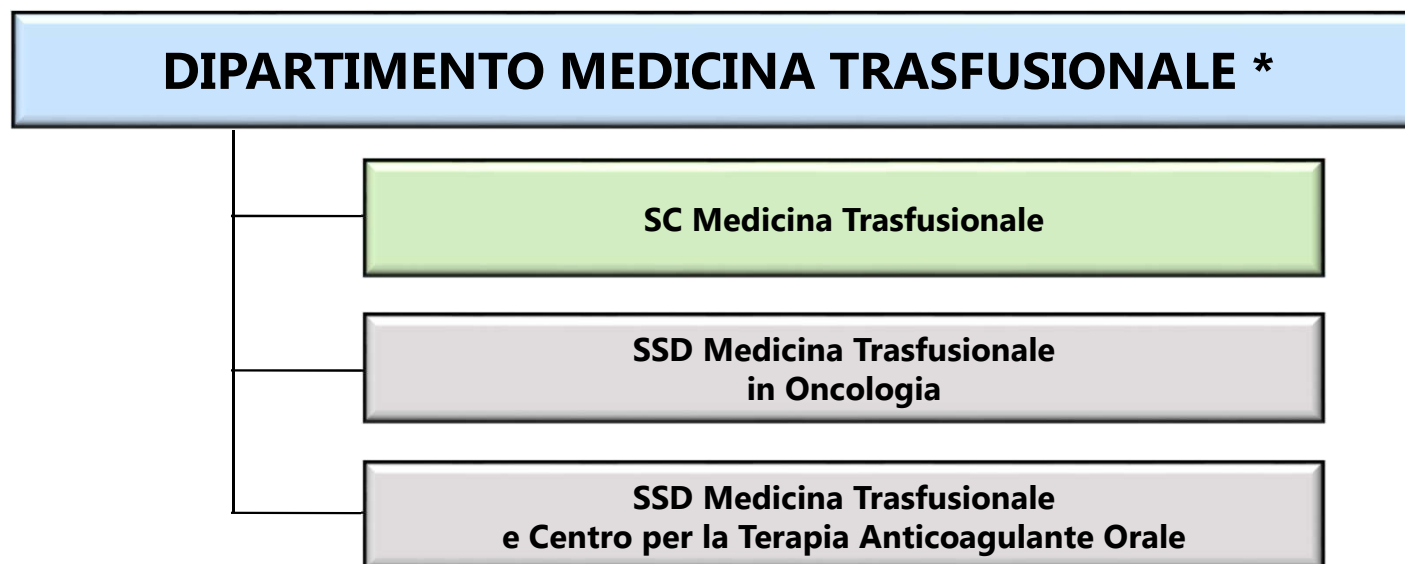 DIPARTIMENTO MEDICINA TRASFUSIONALE *
SC Medicina Trasfusionale
SSD Medicina Trasfusionale
in Oncologia
SSD Medicina Trasfusionale
e Centro per la Terapia Anticoagulante Orale